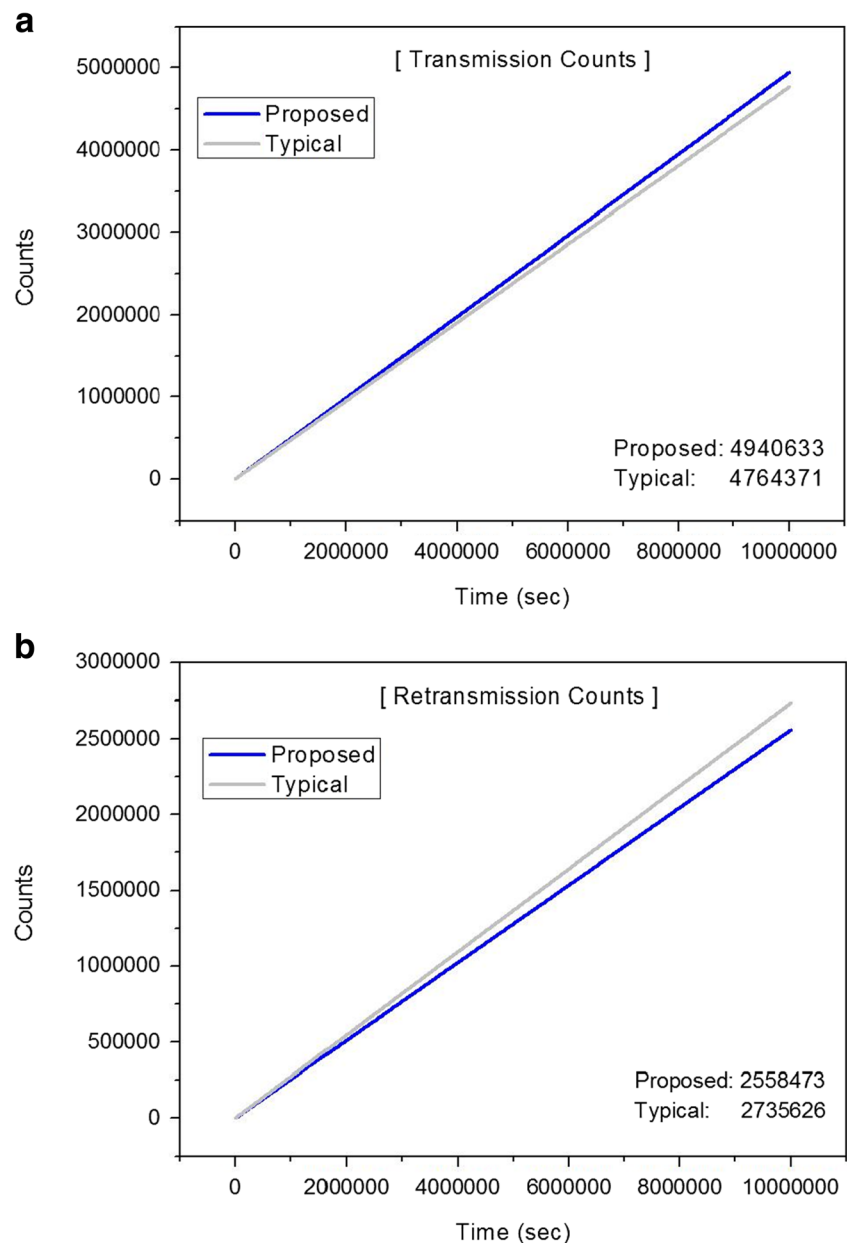 a
[ Transmission Counts ]
5000000
4000000
3000000
2000000
1000000
0
Counts
Proposed
Typical
Proposed: 4940633
Typical: 4764371
0 2000000 4000000 6000000 8000000 10000000
Time (sec)
b
[ Retransmission Counts ]
3000000
2500000
2000000
1500000
1000000
500000
0
Counts
Proposed
Typical
Proposed: 2558473
Typical: 2735626
0 2000000 4000000 6000000 8000000 10000000
Time (sec)